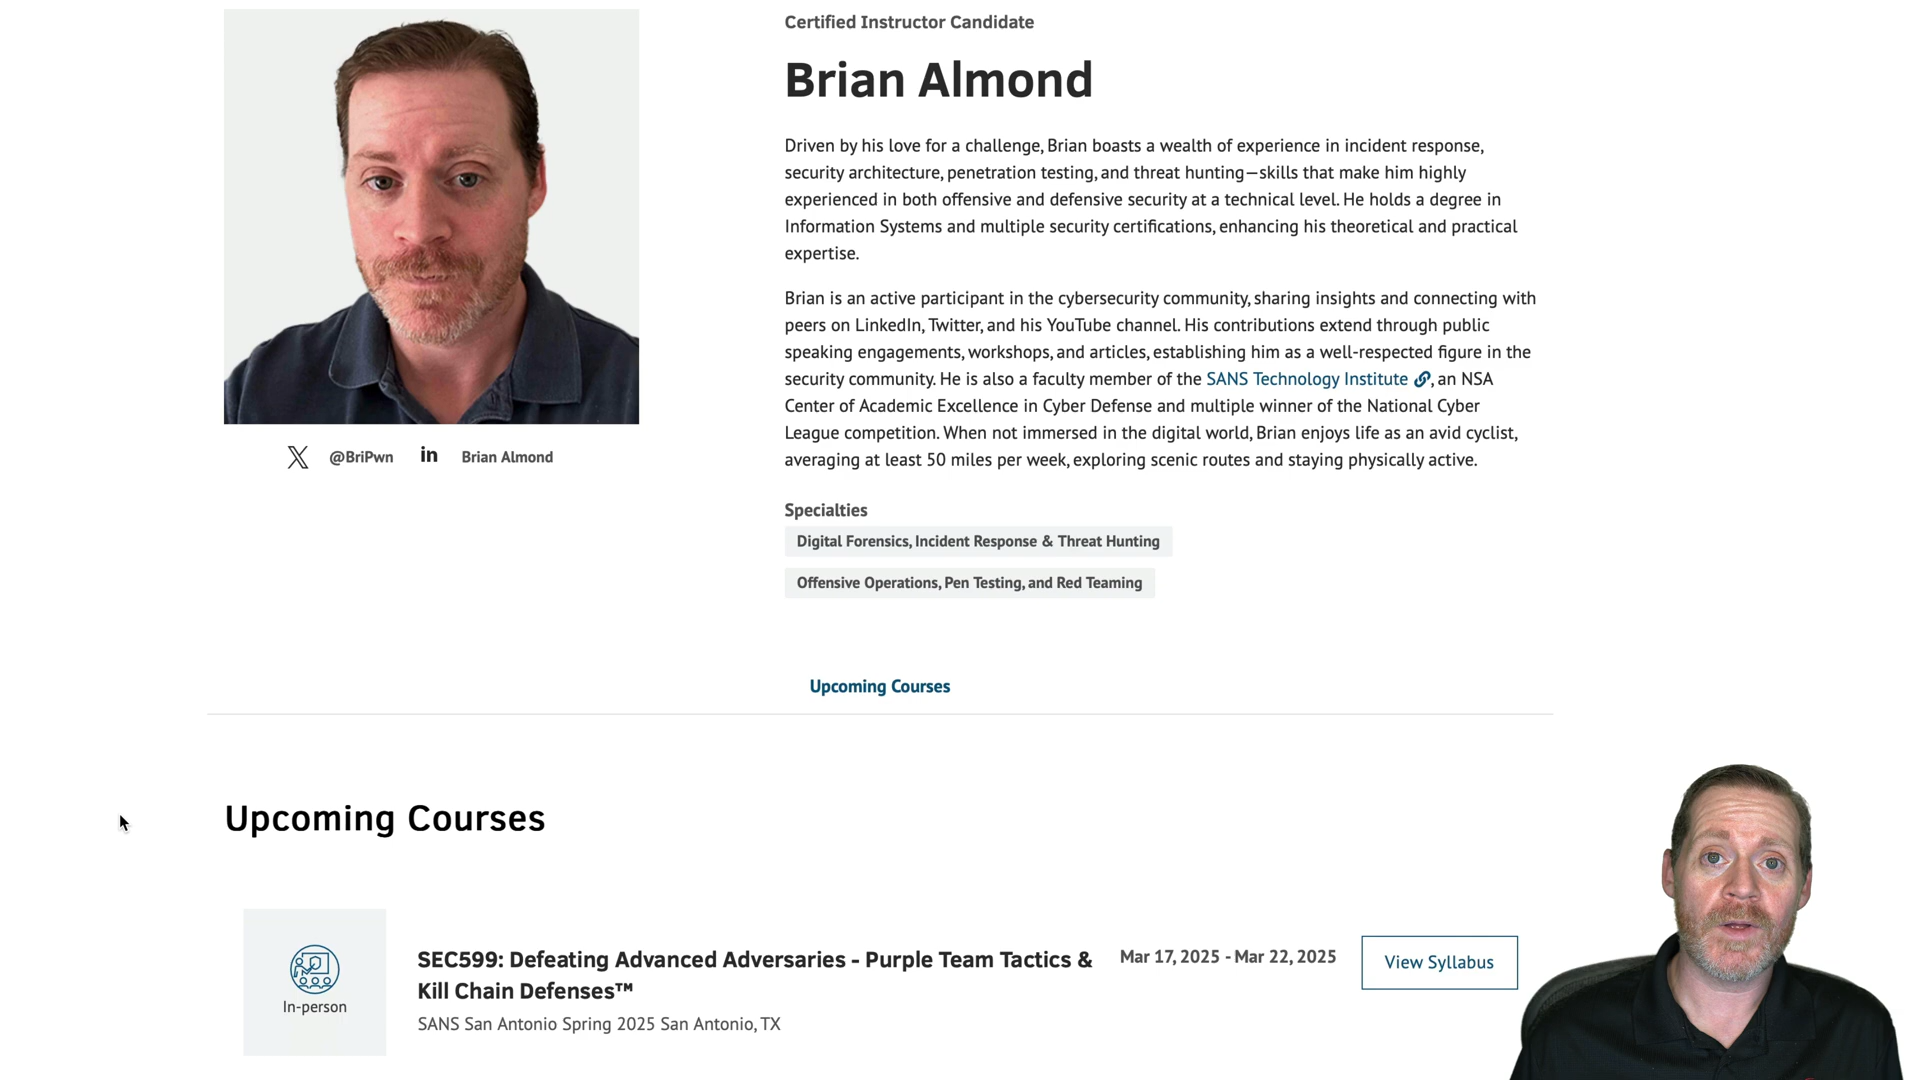 Certified Instructor Candidate
Brian Almond
Driven by his love for a challenge, Brian boasts a wealth of experience in incident response,
security architecture, penetration testing, and threat hunting—skills that make him highly
experienced in both offensive and defensive security at a technical level. He holds a degree in
Information Systems and multiple security certifications, enhancing his theoretical and practical
expertise.
Brian is an active participant in the cybersecurity community, sharing insights and connecting with
peers on LinkedIn, Twitter, and his YouTube channel. His contributions extend through public
speaking engagements, workshops, and articles, establishing him as a well-respected figure in the
security community. He is also a faculty member of the SANS Technology Institute, an NSA
Center of Academic Excellence in Cyber Defense and multiple winner of the National Cyber
League competition. When not immersed in the digital world, Brian enjoys life as an avid cyclist,
averaging at least 50 miles per week, exploring scenic routes and staying physically active.
X @BriPwn in Brian Almond
Specialties
Digital Forensics, Incident Response & Threat Hunting
Offensive Operations, Pen Testing, and Red Teaming
Upcoming Courses
Upcoming Courses
In-person
SEC599: Defeating Advanced Adversaries - Purple Team Tactics &
Kill Chain Defenses™
SANS San Antonio Spring 2025 San Antonio, TX
Mar 17, 2025 - Mar 22, 2025
View Syllabus